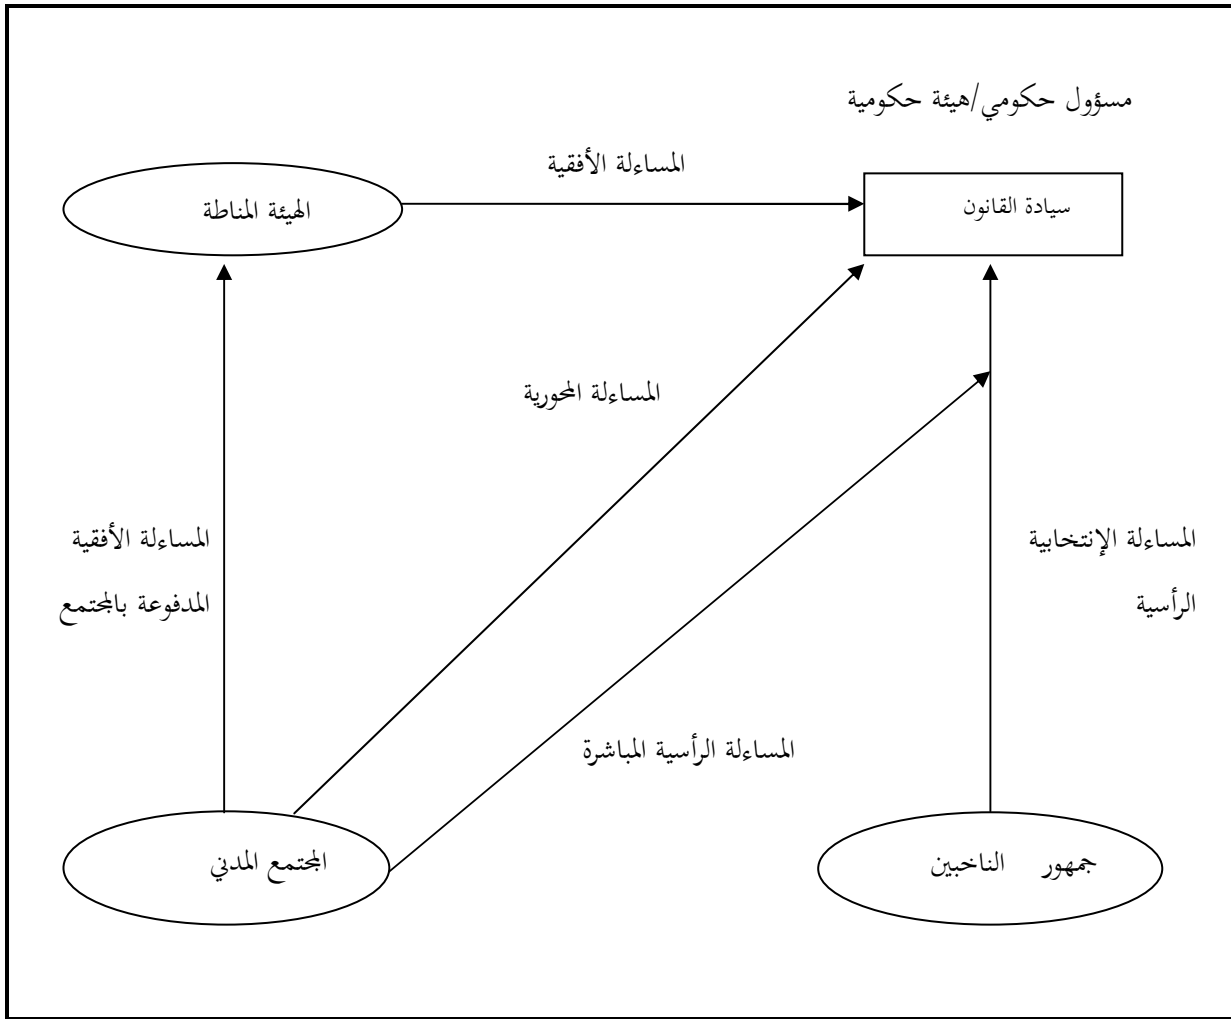 مسؤول حكومي/هيئة حكومية
المساءلة الأفقية
سيادة القانون
الهيئة المناطة
المساءلة المحورية
المساءلة الإنتخابية
الرأسية
المساءلة الأفقية
المدفوعة بالمجتمع
المساءلة الرأسية المباشرة
جمهور الناخبين
المجتمع المدني